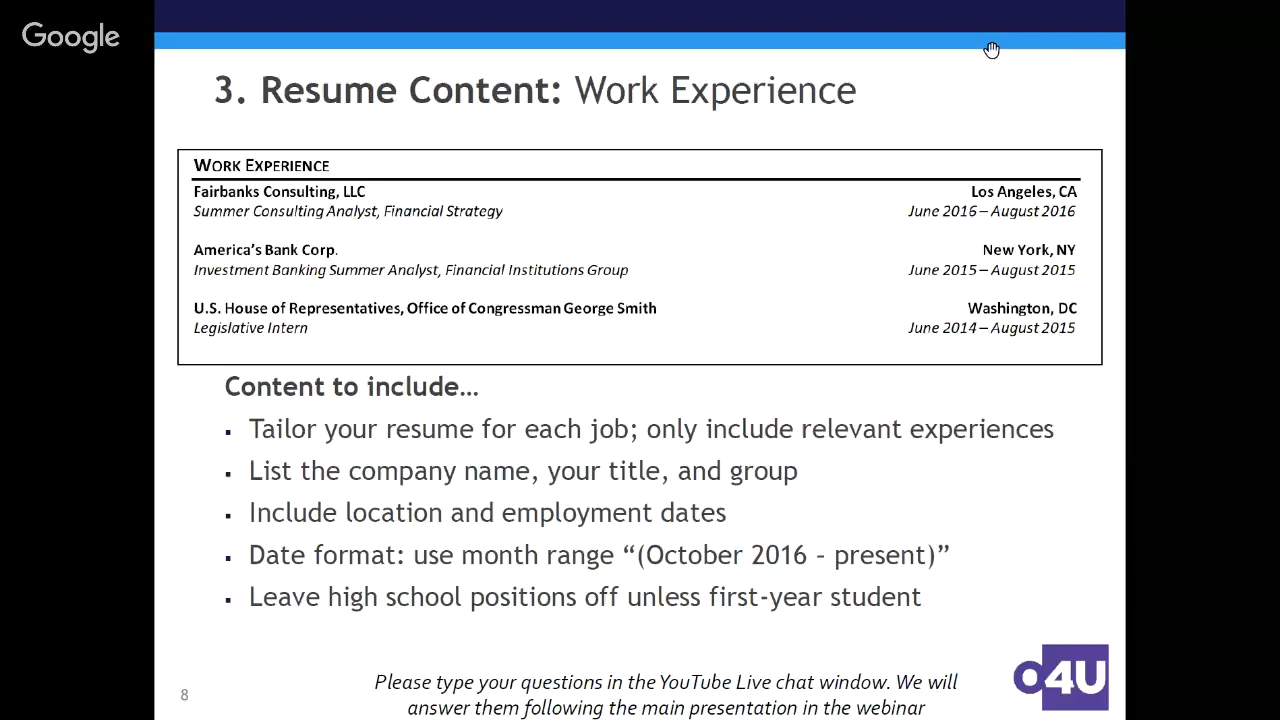 Google
3. Resume Content: Work Experience
WORK EXPERIENCE
Fairbanks Consulting, LLC Los Angeles, CA
Summer Consulting Analyst, Financial Strategy June 2016 – August 2016
America's Bank Corp. New York, NY
Investment Banking Summer Analyst, Financial Institutions Group June 2015 – August 2015
U.S. House of Representatives, Office of Congressman George Smith Washington, DC
Legislative Intern June 2014 – August 2015
Content to include…
▪ Tailor your resume for each job; only include relevant experiences
▪ List the company name, your title, and group
▪ Include location and employment dates
▪ Date format: use month range “(October 2016 – present)”
▪ Leave high school positions off unless first-year student
8
Please type your questions in the YouTube Live chat window. We will
answer them following the main presentation in the webinar
o4U